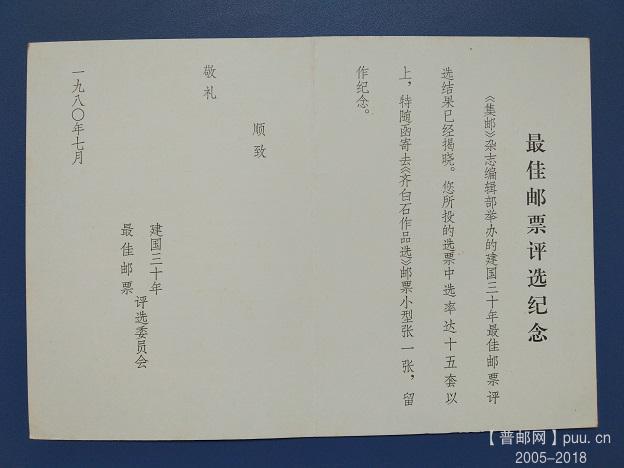 最佳邮票评选纪念
《集邮》杂志编辑部举办的建国三十年最佳邮票评
选结果已经揭晓。您所投的选票中选率达十五套以
上，特随函寄去《齐白石作品选》邮票小型张一张，留
作纪念。
顺致
敬礼
建国三十年
最佳邮票
评选委员会
一九八〇年七月
【普邮网】puu.cn
2005-2018